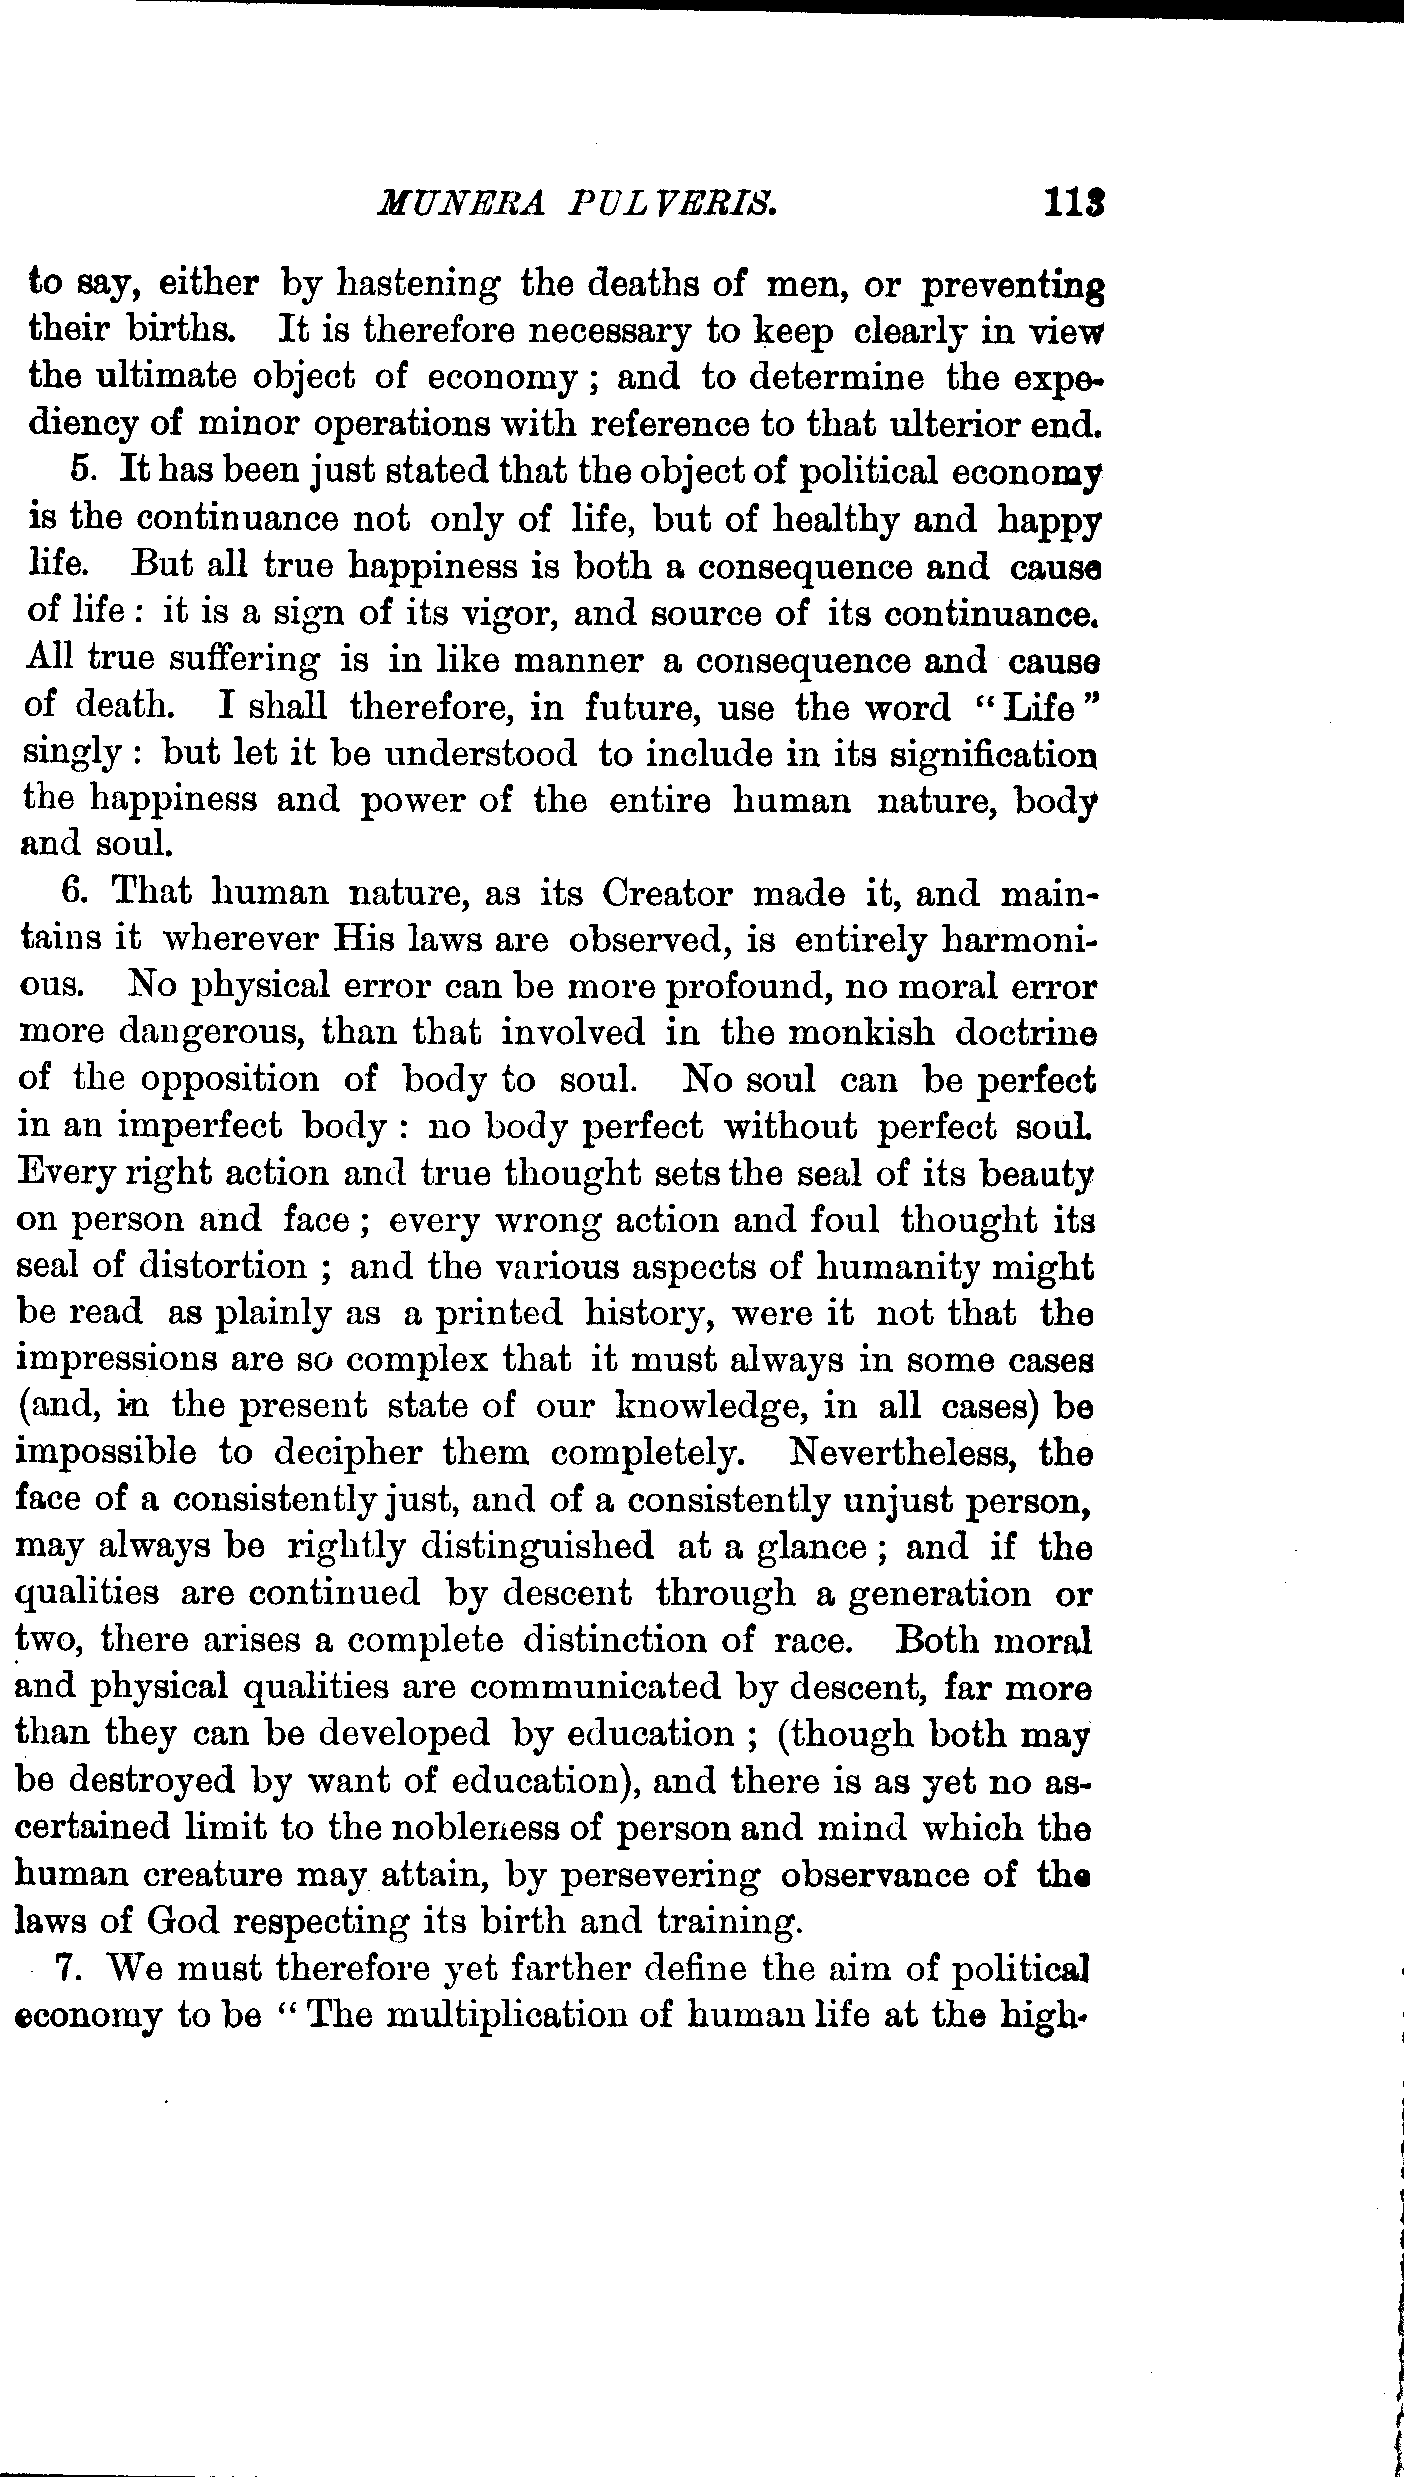 MUNERA PULVERIS. 113
to say, either by hastening the deaths of men, or preventing
their births. It is therefore necessary to keep clearly in view
the ultimate object of economy; and to determine the expe-
diency of minor operations with reference to that ulterior end.
5. It has been just stated that the object of political economy
is the continuance not only of life, but of healthy and happy
life. But all true happiness is both a consequence and cause
of life: it is a sign of its vigor, and source of its continuance.
All true suffering is in like manner a consequence and cause
of death. I shall therefore, in future, use the word “Life”
singly: but let it be understood to include in its signification
the happiness and power of the entire human nature, body
and soul.
6. That human nature, as its Creator made it, and main-
tains it wherever His laws are observed, is entirely harmoni-
ous. No physical error can be more profound, no moral error
more dangerous, than that involved in the monkish doctrine
of the opposition of body to soul. No soul can be perfect
in an imperfect body: no body perfect without perfect soul.
Every right action and true thought sets the seal of its beauty
on person and face; every wrong action and foul thought its
seal of distortion; and the various aspects of humanity might
be read as plainly as a printed history, were it not that the
impressions are so complex that it must always in some cases
(and, in the present state of our knowledge, in all cases) be
impossible to decipher them completely. Nevertheless, the
face of a consistently just, and of a consistently unjust person,
may always be rightly distinguished at a glance; and if the
qualities are continued by descent through a generation or
two, there arises a complete distinction of race. Both moral
and physical qualities are communicated by descent, far more
than they can be developed by education; (though both may
be destroyed by want of education), and there is as yet no as-
certained limit to the nobleness of person and mind which the
human creature may attain, by persevering observance of the
laws of God respecting its birth and training.
7. We must therefore yet farther define the aim of political
economy to be “The multiplication of human life at the high-